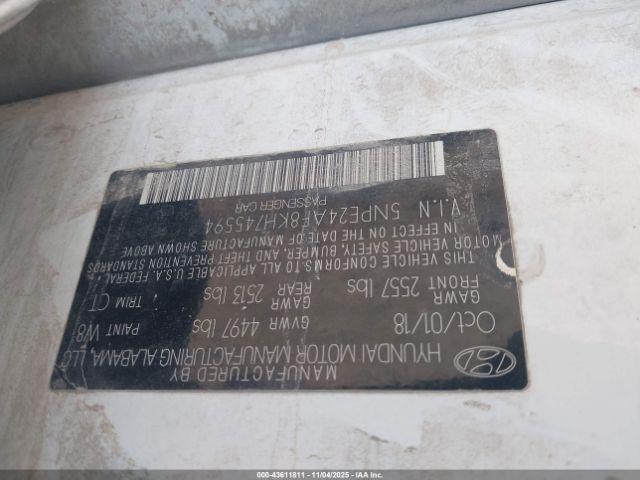 MANUFACTURED BY
HYUNDAI MOTOR MANUFACTURING ALABAMA, LLC
Oct/01/18 GVWR 4497 lbs PAINT W8
GAWR FRONT 2557 lbs GAWR REAR 2513 lbs TRIM CT
THIS VEHICLE CONFORMS TO ALL APPLICABLE U.S.A. FEDERAL
MOTOR VEHICLE SAFETY, BUMPER, AND THEFT PREVENTION STANDARDS
IN EFFECT ON THE DATE OF MANUFACTURE SHOWN ABOVE
V.I.N 5NPE24AF8KH745594
PASSENGER CAR
000-43611811 - 11/04/2025 - iaai.com